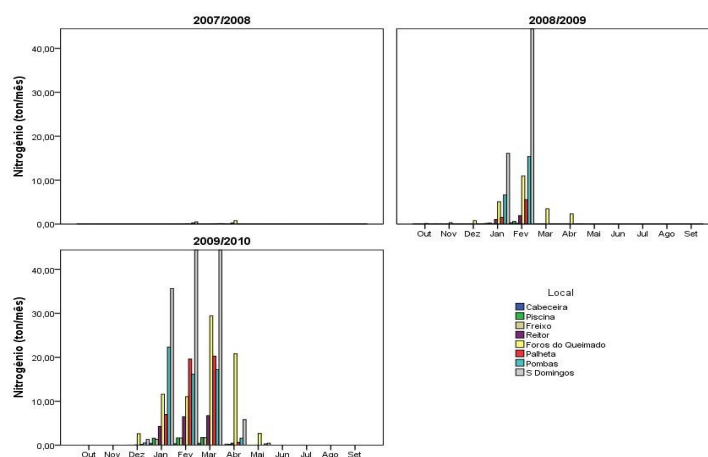 2007/2008
2008/2009
Nitrogênio (ton/mês)
40,00
30,00
20,00
10,00
0,00
Out Nov Dez Jan Fev Mar Abr Mai Jun Jul Ago Set
2009/2010
Nitrogênio (ton/mês)
40,00
30,00
20,00
10,00
0,00
Out Nov Dez Jan Fev Mar Abr Mai Jun Jul Ago Set
Local
Cabeceira
Piscina
Freixo
Reitor
Foros do Queimado
Palheta
Pombas
S Domingos